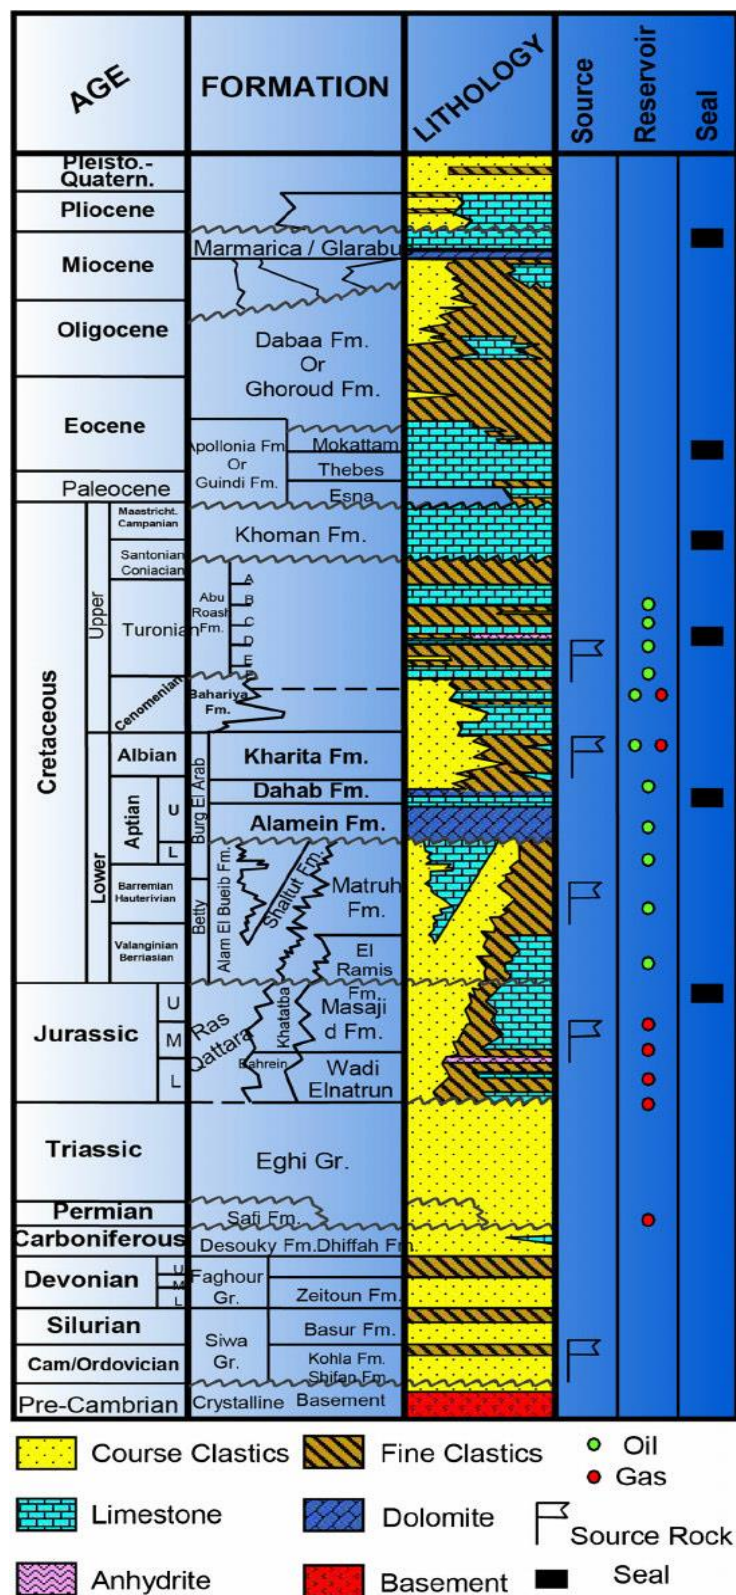 AGE
FORMATION
LITHOLOGY
Source
Reservoir
Seal
Pleisto.-
Quatern.
Pliocene
Miocene
Oligocene
Eocene
Paleocene
Cretaceous
Upper
Maastricht.
Campanian
Santonian
Coniacian
Turonian
Cenomenian
Lower
Albian
Aptian
U
L
Barremian
Hauterivian
Valanginian
Berriasian
Jurassic
U
M
L
Triassic
Permian
Carboniferous
Devonian
U
M
L
Silurian
Cam/Ordovician
Pre-Cambrian
Marmarica / Glarabub
Dabaa Fm.
Or
Ghoroud Fm.
Apollonia Fm
Or
Guindi Fm.
Mokattam
Thebes
Esna
Khoman Fm.
Abu
Roash
Fm.
A
B
C
D
E
F
Bahariya
Fm.
Burg El Arab
Kharita Fm.
Dahab Fm.
Alamein Fm.
Betty
Alam El Bueib Fm.
Shaltut Fm.
Matruh
Fm.
El
Ramis
Fm.
Ras
Qattara
Khatatba
Masaji
d Fm.
Bahrein
Wadi
Elnatrun
Eghi Gr.
Safi Fm.
Desouky Fm.Dhiffah Fm
Faghour
Gr.
Zeitoun Fm.
Siwa
Gr.
Basur Fm.
Kohla Fm.
Shifan Fm
Crystalline Basement
Course Clastics
Fine Clastics
Oil
Gas
Limestone
Dolomite
Source Rock
Anhydrite
Basement
Seal